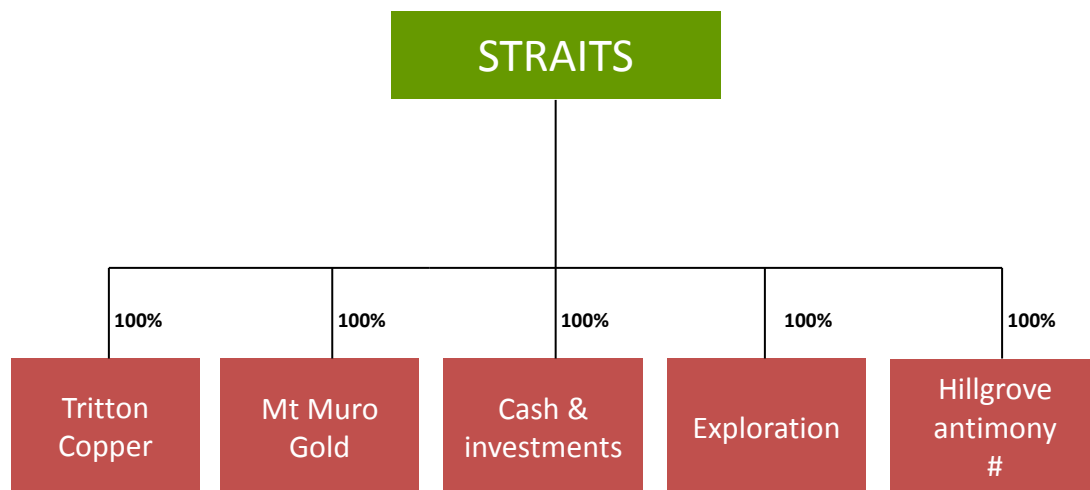 STRAITS
100%
100%
100%
100%
100%
Tritton
Copper
Mt Muro
Gold
Cash &
investments
Exploration
Hillgrove
antimony
#